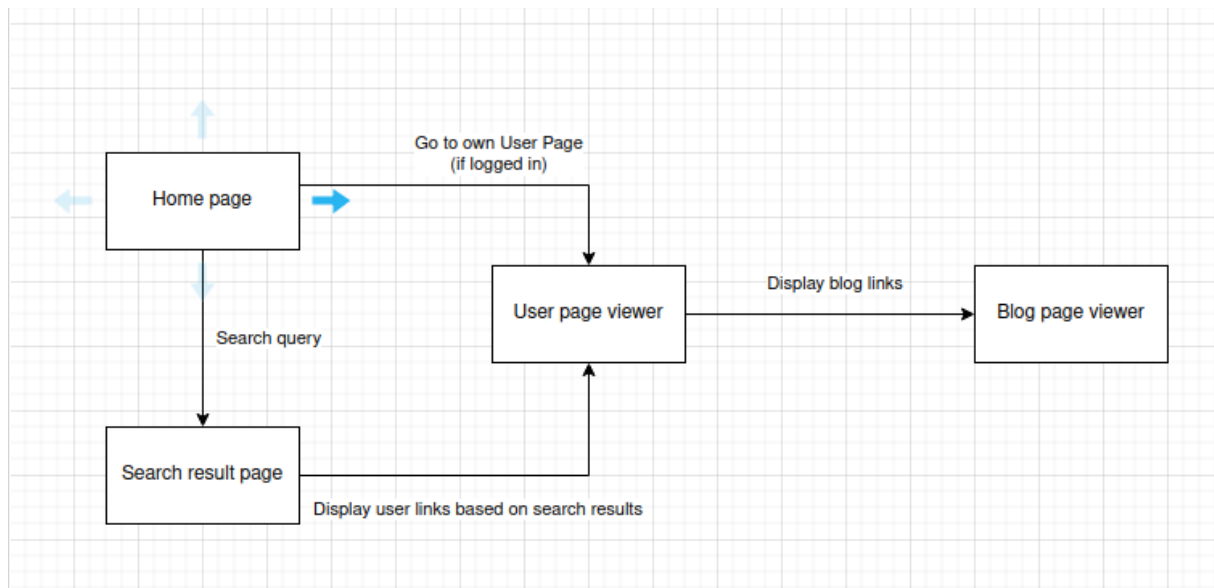 Go to own User Page
(if logged in)
Home page
User page viewer
Display blog links
Blog page viewer
Search query
Search result page
Display user links based on search results